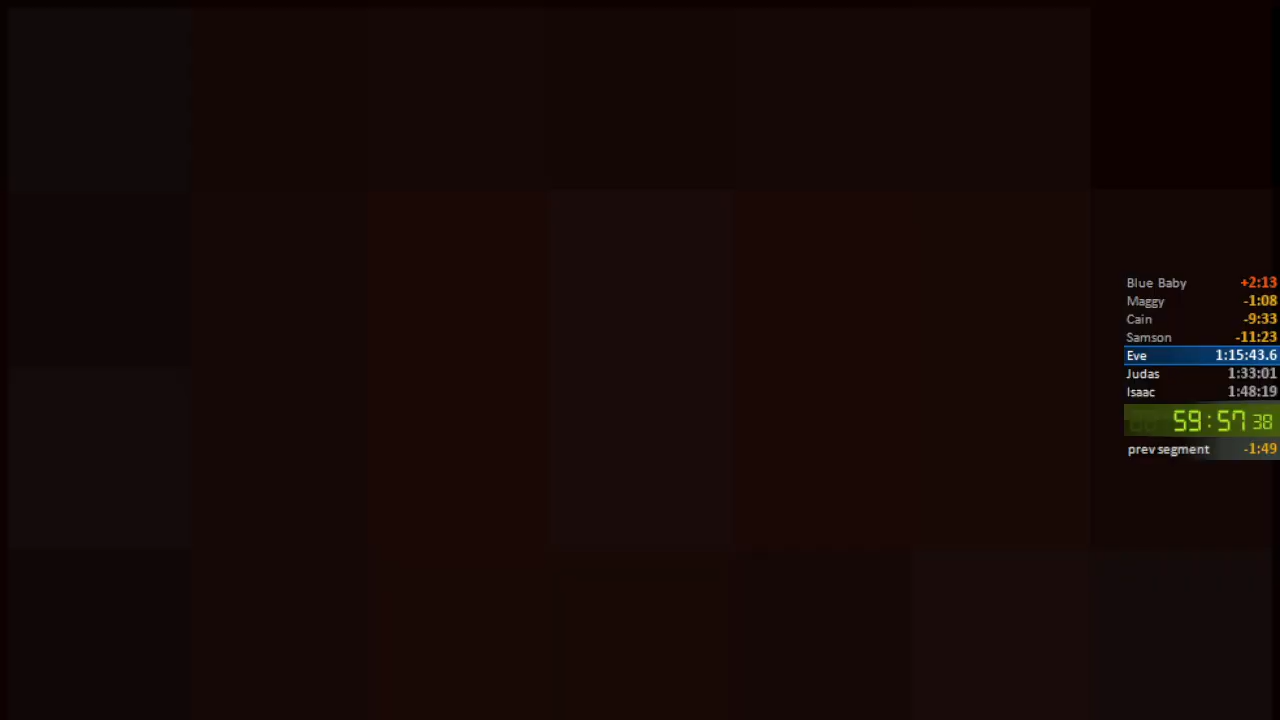 Blue Baby +2:13
Maggy -1:08
Cain -9:33
Samson -11:23
Eve 1:15:43.6
Judas 1:33:01
Isaac 1:48:19
59:57 38
prev segment -1:49